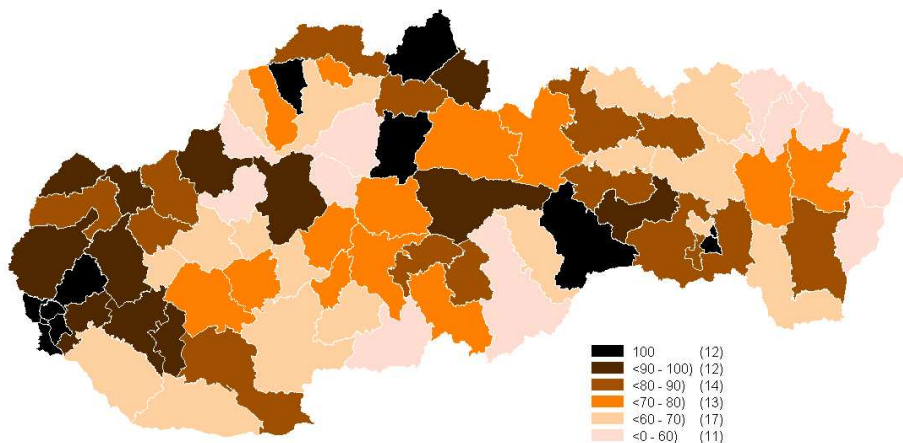 100 (12)
<90 - 100) (12)
<80 - 90) (14)
<70 - 80) (13)
<60 - 70) (17)
<0 - 60) (11)